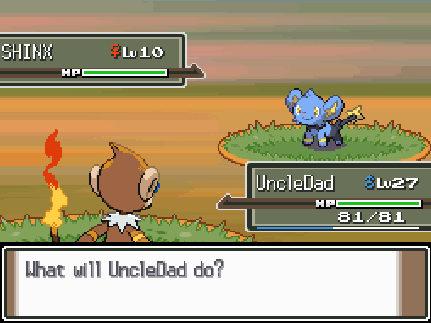 SHINX ♀Lv10
HP
UncleDad ♂Lv27
HP
81/81
What will UncleDad do?